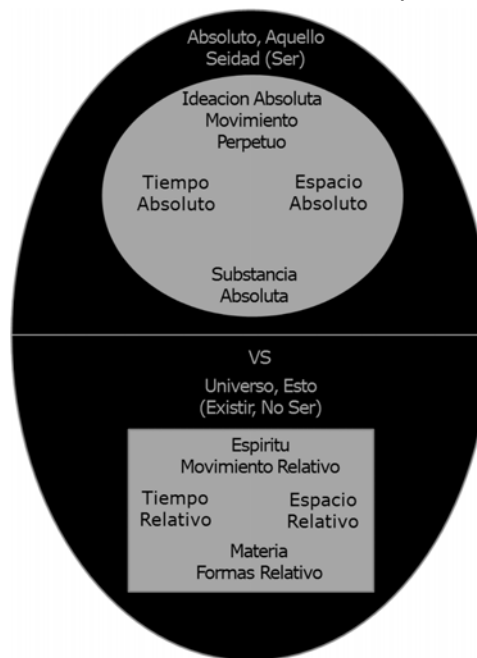 Absoluto, Aquello
Seidad (Ser)
Ideacion Absoluta
Movimiento
Perpetuo
Tiempo
Absoluto
Espacio
Absoluto
Substancia
Absoluta
VS
Universo, Esto
(Existir, No Ser)
Espiritu
Movimiento Relativo
Tiempo
Relativo
Espacio
Relativo
Materia
Formas Relativo